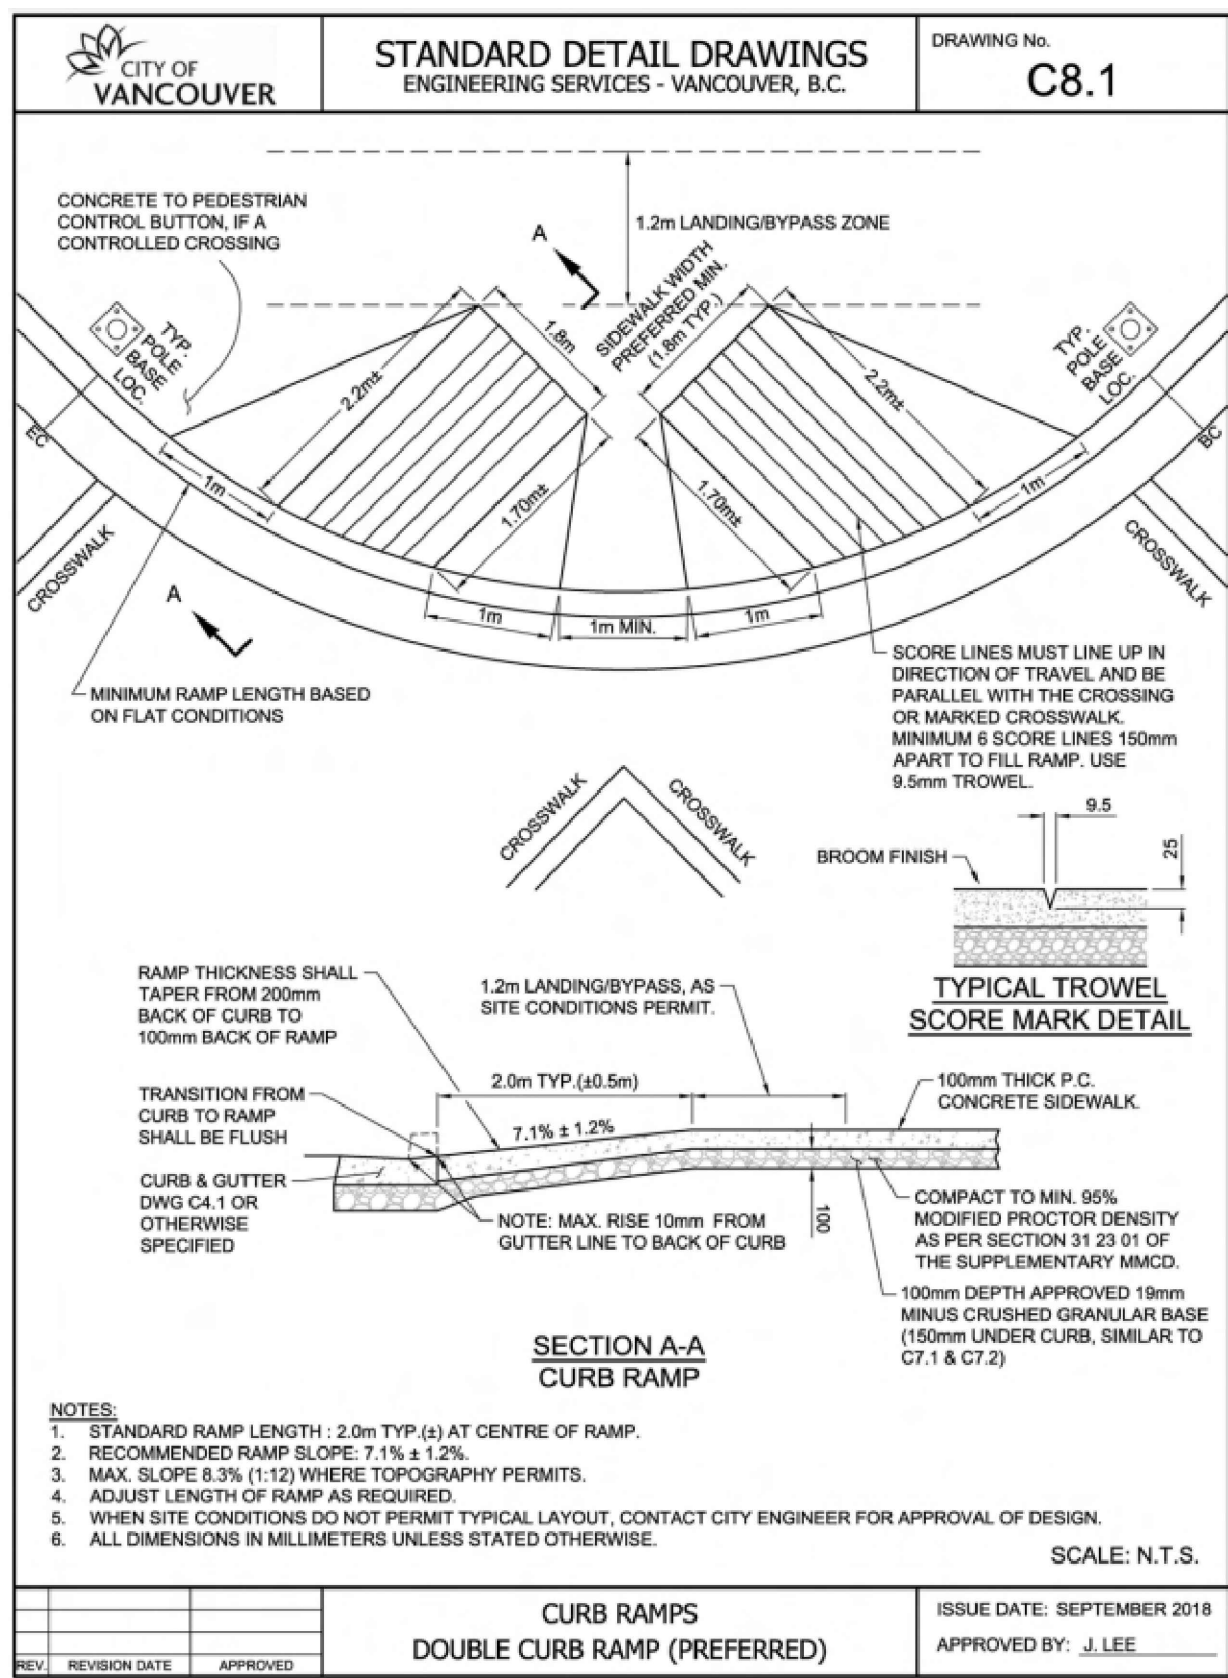 CITY OF
VANCOUVER
STANDARD DETAIL DRAWINGS
ENGINEERING SERVICES - VANCOUVER, B.C.
DRAWING No.
C8.1
CONCRETE TO PEDESTRIAN
CONTROL BUTTON, IF A
CONTROLLED CROSSING
A
1.2m LANDING/BYPASS ZONE
SIDEWALK WIDTH
PREFERRED MIN.
(1.8m TYP.)
1.8m
TYP.
POLE
BASE
LOC.
TYP.
POLE
BASE
LOC.
2.2m±
2.2m±
EC
BC
1m
1m
1.70m±
1.70m±
CROSSWALK
CROSSWALK
A
1m
1m MIN.
1m
MINIMUM RAMP LENGTH BASED
ON FLAT CONDITIONS
SCORE LINES MUST LINE UP IN
DIRECTION OF TRAVEL AND BE
PARALLEL WITH THE CROSSING
OR MARKED CROSSWALK.
MINIMUM 6 SCORE LINES 150mm
APART TO FILL RAMP. USE
9.5mm TROWEL.
CROSSWALK
CROSSWALK
9.5
25
BROOM FINISH
TYPICAL TROWEL
SCORE MARK DETAIL
RAMP THICKNESS SHALL
TAPER FROM 200mm
BACK OF CURB TO
100mm BACK OF RAMP
1.2m LANDING/BYPASS, AS
SITE CONDITIONS PERMIT.
TRANSITION FROM
CURB TO RAMP
SHALL BE FLUSH
2.0m TYP.(±0.5m)
7.1% ± 1.2%
100mm THICK P.C.
CONCRETE SIDEWALK.
CURB & GUTTER
DWG C4.1 OR
OTHERWISE
SPECIFIED
NOTE: MAX. RISE 10mm FROM
GUTTER LINE TO BACK OF CURB
100
COMPACT TO MIN. 95%
MODIFIED PROCTOR DENSITY
AS PER SECTION 31 23 01 OF
THE SUPPLEMENTARY MMCD.
100mm DEPTH APPROVED 19mm
MINUS CRUSHED GRANULAR BASE
(150mm UNDER CURB, SIMILAR TO
C7.1 & C7.2)
SECTION A-A
CURB RAMP
NOTES:
1. STANDARD RAMP LENGTH : 2.0m TYP.(±) AT CENTRE OF RAMP.
2. RECOMMENDED RAMP SLOPE: 7.1% ± 1.2%.
3. MAX. SLOPE 8.3% (1:12) WHERE TOPOGRAPHY PERMITS.
4. ADJUST LENGTH OF RAMP AS REQUIRED.
5. WHEN SITE CONDITIONS DO NOT PERMIT TYPICAL LAYOUT, CONTACT CITY ENGINEER FOR APPROVAL OF DESIGN.
6. ALL DIMENSIONS IN MILLIMETERS UNLESS STATED OTHERWISE.
SCALE: N.T.S.
REV. REVISION DATE APPROVED
CURB RAMPS
DOUBLE CURB RAMP (PREFERRED)
ISSUE DATE: SEPTEMBER 2018
APPROVED BY: J. LEE